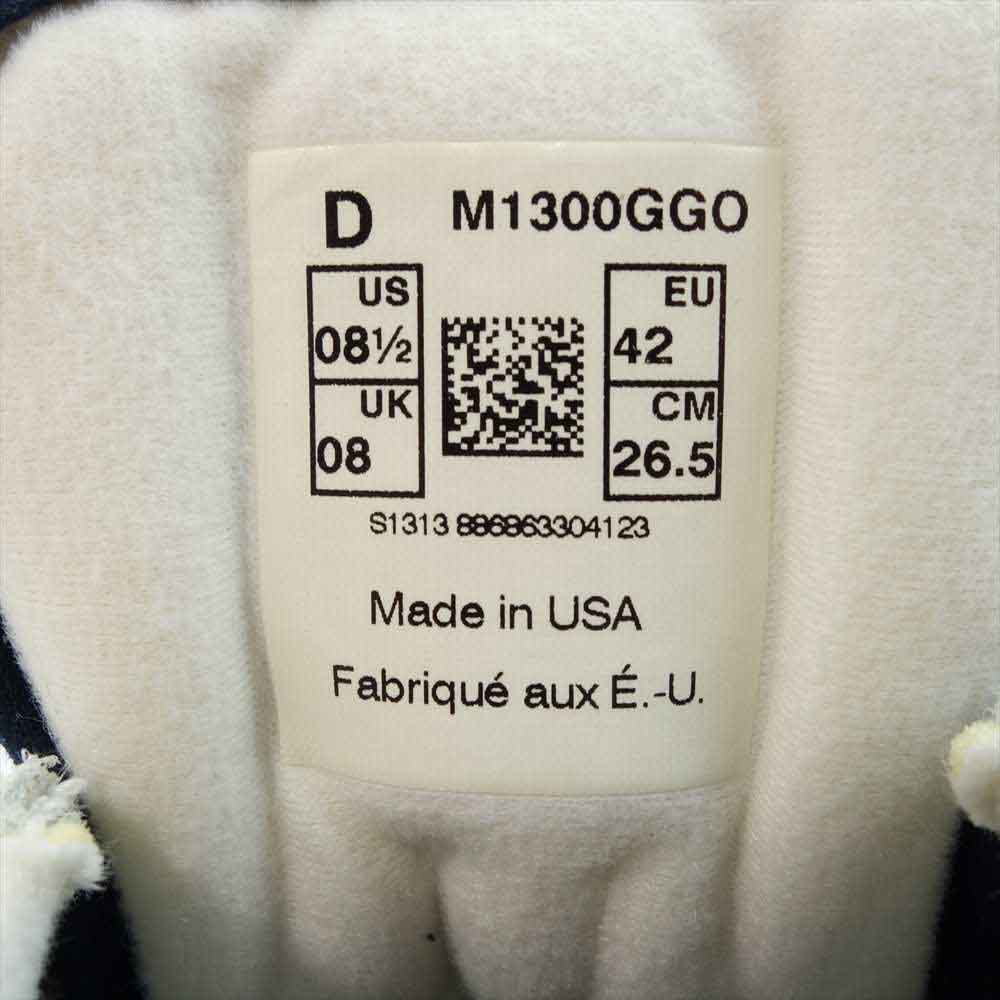 D M1300GGO
US EU
08½ 42
UK CM
08 26.5
S1313 886863304123
Made in USA
Fabriqué aux É.-U.